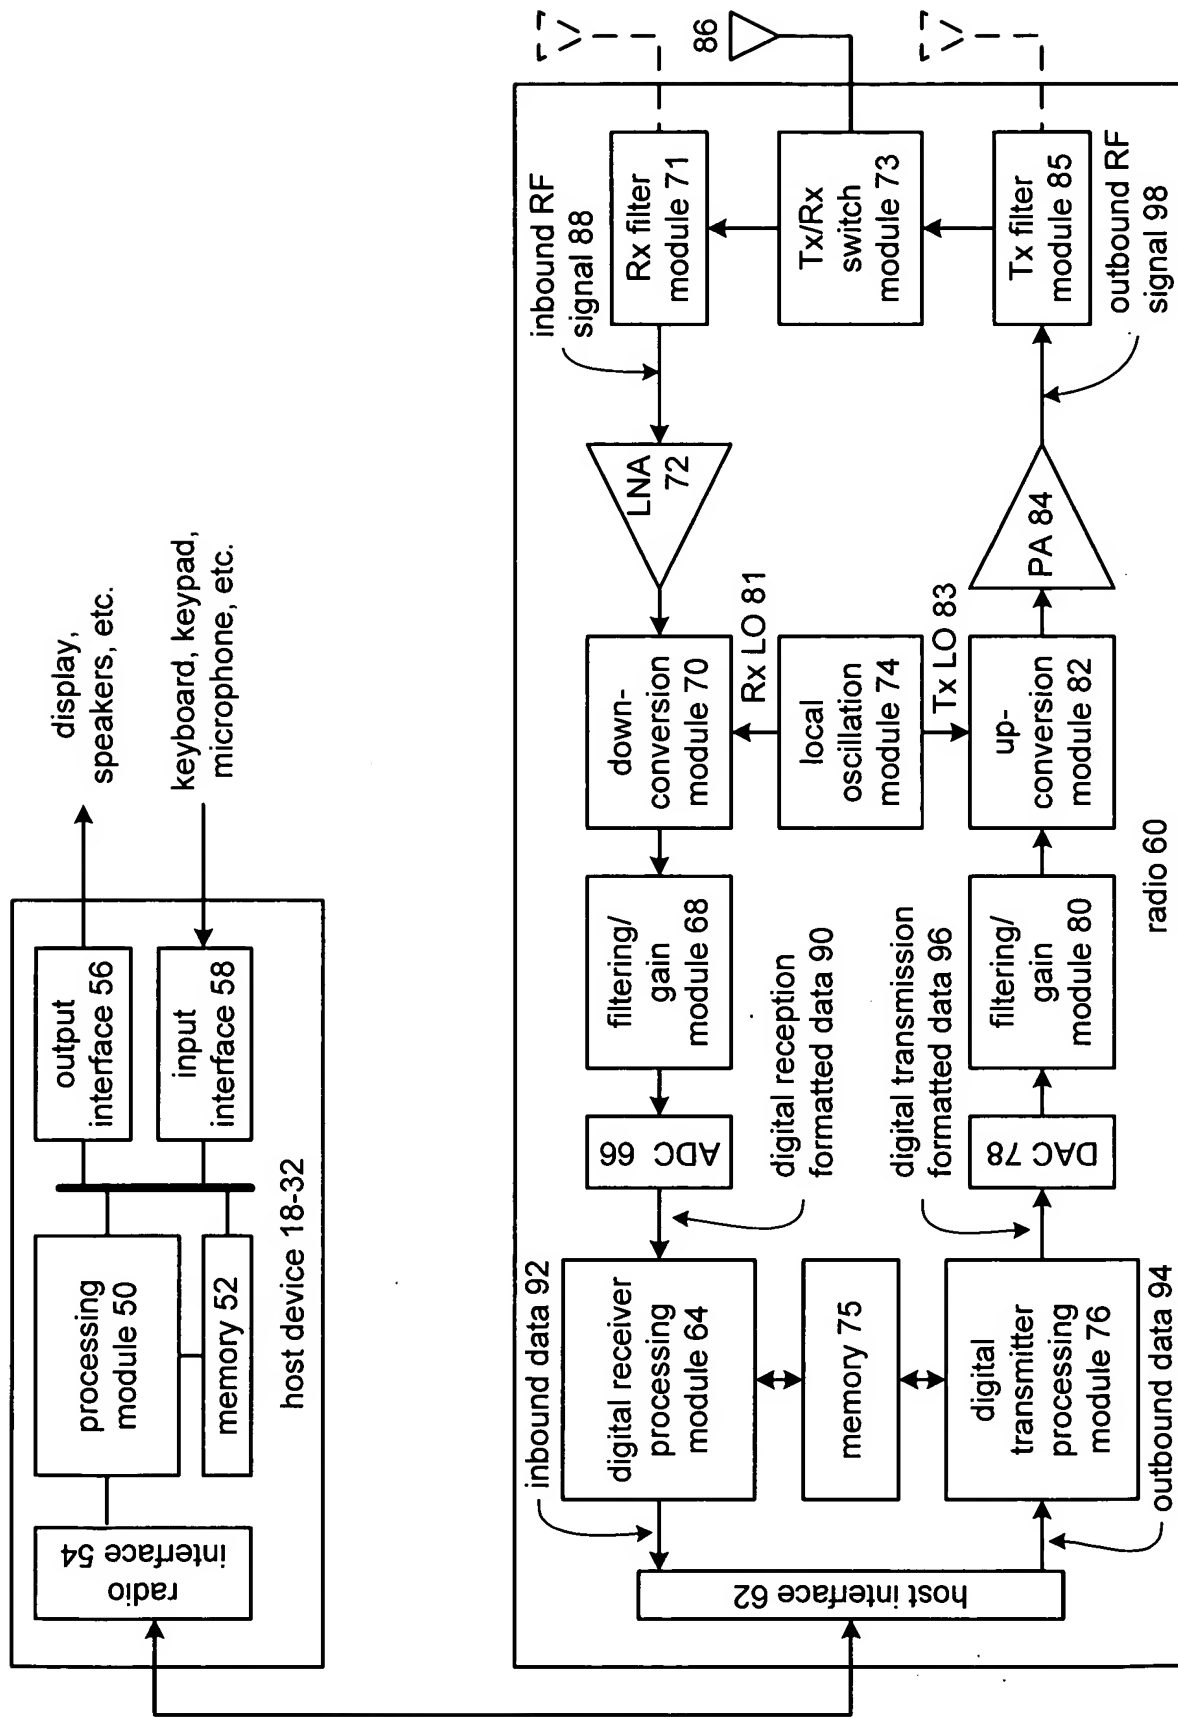 display,
speakers, etc.
keyboard, keypad,
microphone, etc.
output
interface 56
input
interface 58
processing
module 50
memory 52
radio
interface 54
host device 18-32
86
inbound RF
signal 88
Rx filter
module 71
Tx/Rx
switch
module 73
Tx filter
module 85
outbound RF
signal 98
LNA
72
PA 84
down-
conversion
module 70
Rx LO 81
local
oscillation
module 74
Tx LO 83
up-
conversion
module 82
filtering/
gain
module 68
filtering/
gain
module 80
radio 60
ADC 66
digital reception
formatted data 90
digital transmission
formatted data 96
DAC 78
inbound data 92
digital receiver
processing
module 64
memory 75
digital
transmitter
processing
module 76
outbound data 94
host interface 62